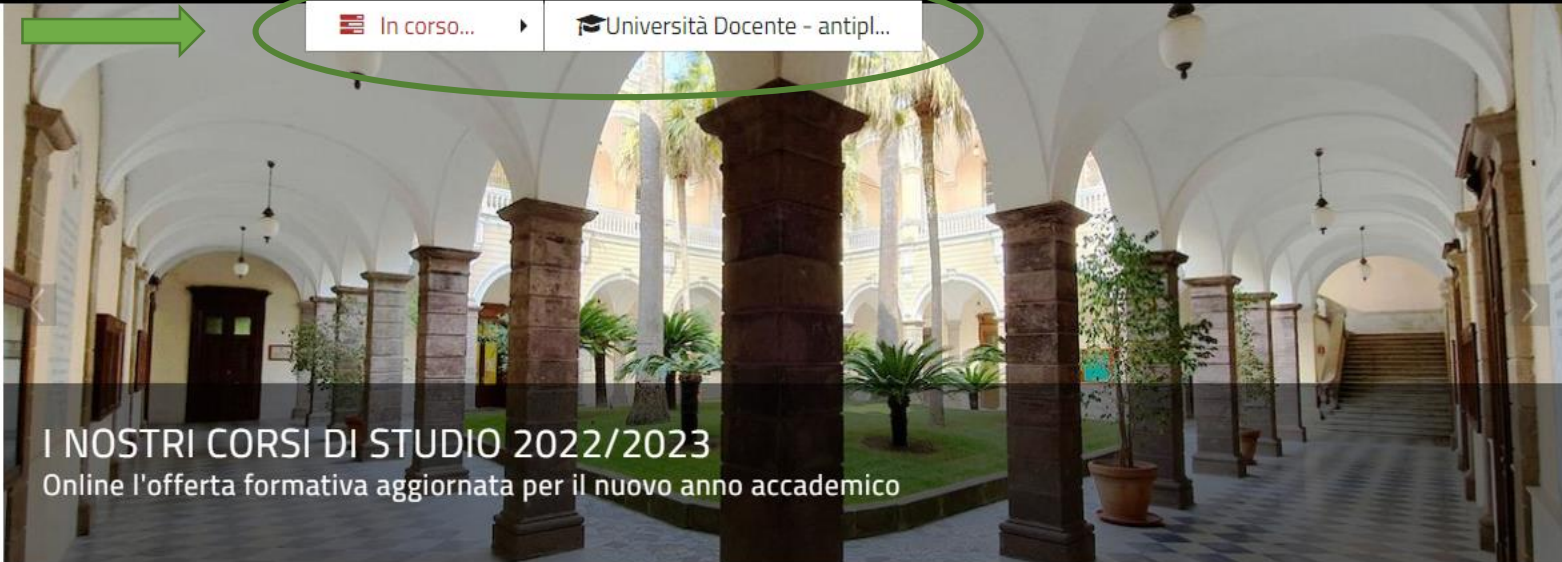 In corso...
Università Docente - antipl...
I NOSTRI CORSI DI STUDIO 2022/2023
Online l'offerta formativa aggiornata per il nuovo anno accademico